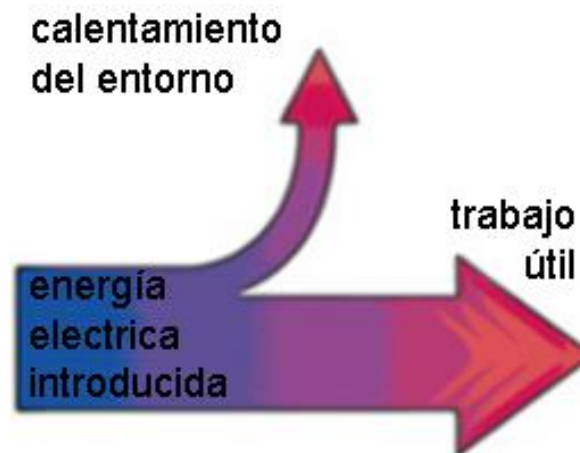 calentamiento
del entorno
trabajo
útil
energía
electrica
introducida